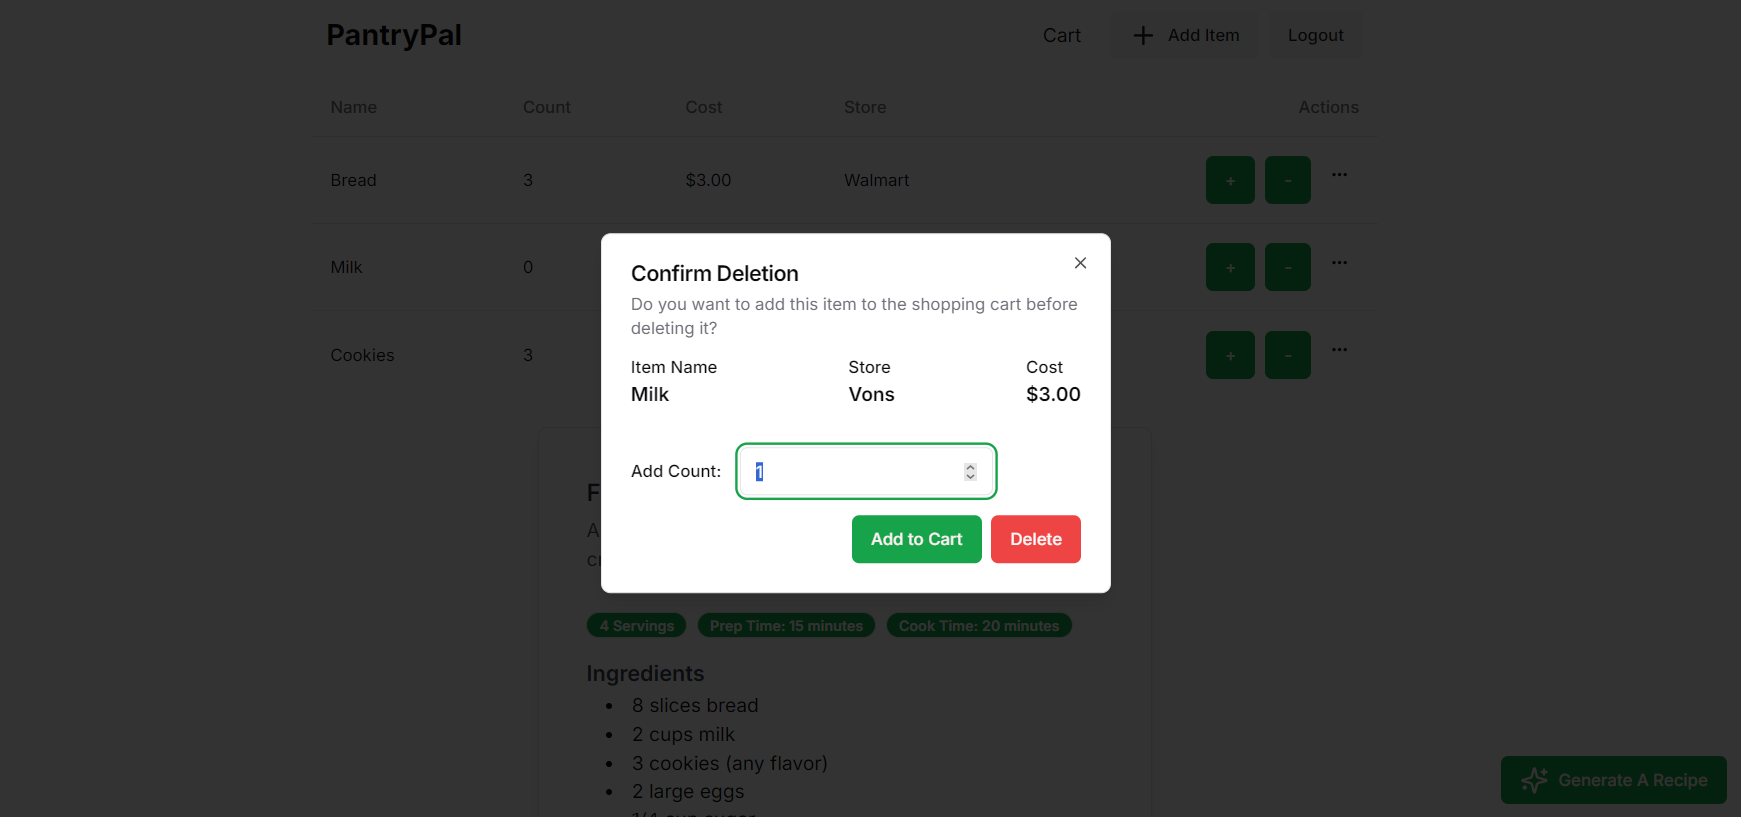 PantryPal
Cart
+ Add Item
Logout
Name Count Cost Store Actions
Bread 3 $3.00 Walmart + - ...
Milk 0 + - ...
Cookies 3 + - ...
Confirm Deletion
Do you want to add this item to the shopping cart before
deleting it?
Item Name Store Cost
Milk Vons $3.00
Add Count: 1
Add to Cart Delete
4 Servings Prep Time: 15 minutes Cook Time: 20 minutes
Ingredients
• 8 slices bread
• 2 cups milk
• 3 cookies (any flavor)
• 2 large eggs
Generate A Recipe